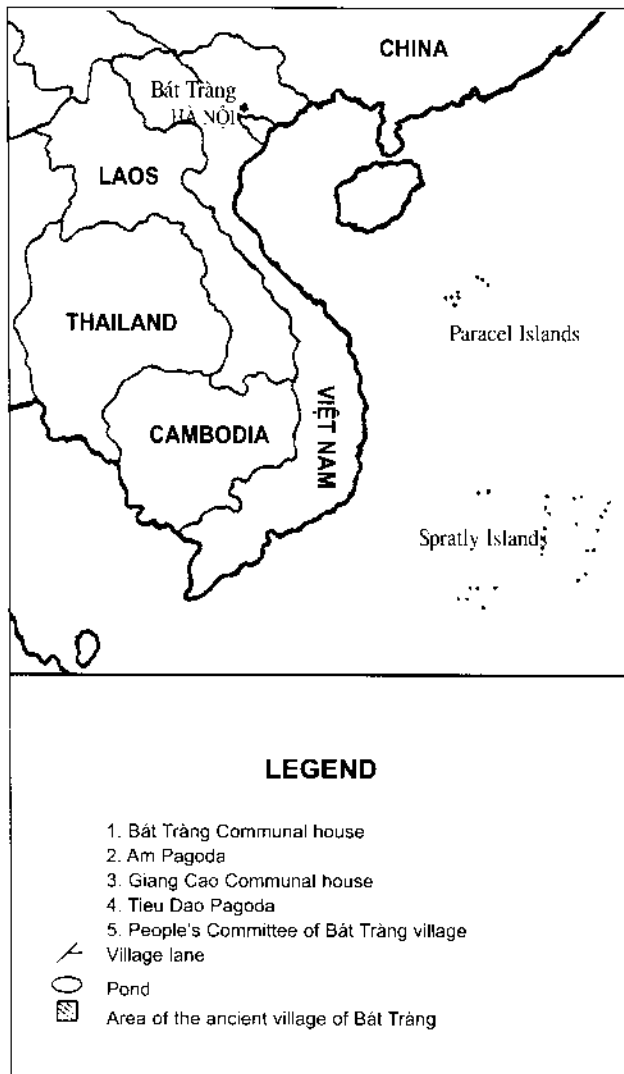 CHINA
Bát Tràng
HÀ NỘI
LAOS
THAILAND
Paracel Islands
CAMBODIA
VIỆT NAM
Spratly Islands
LEGEND
1. Bát Tràng Communal house
2. Am Pagoda
3. Giang Cao Communal house
4. Tieu Dao Pagoda
5. People's Committee of Bát Tràng village
Village lane
Pond
Area of the ancient village of Bát Tràng